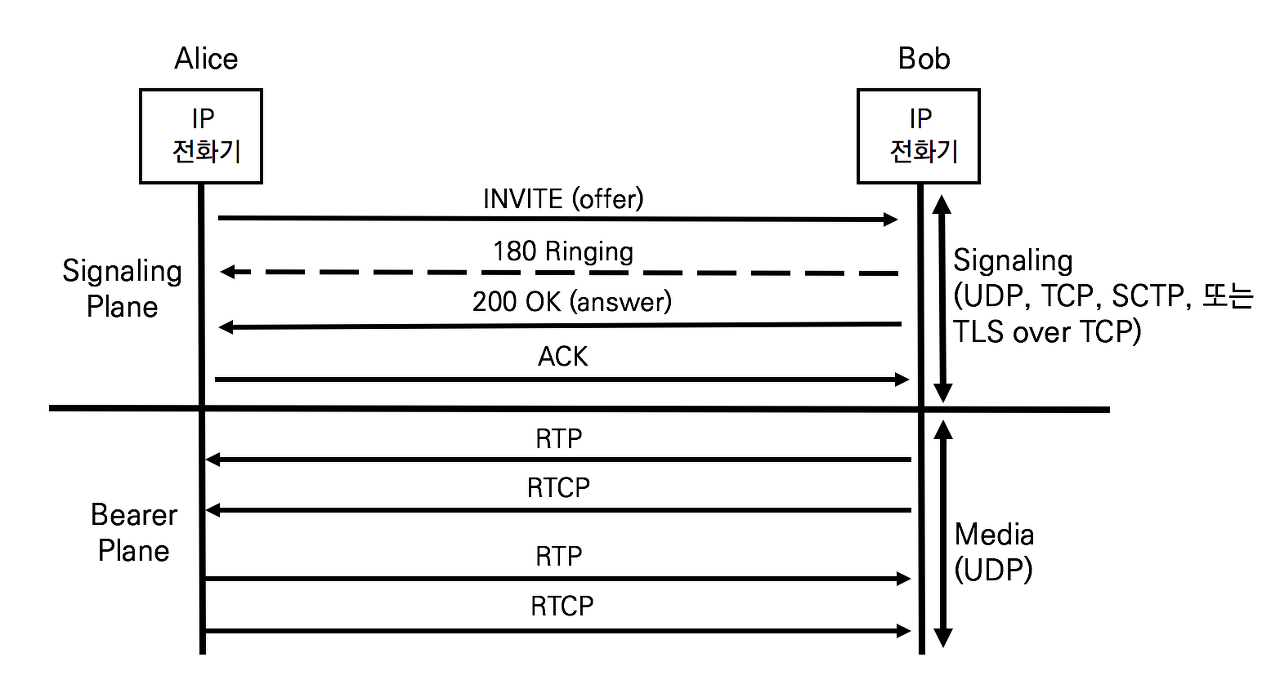 Alice
Bob
IP
전화기
IP
전화기
INVITE (offer)
180 Ringing
200 OK (answer)
ACK
Signaling
Plane
Signaling
(UDP, TCP, SCTP, 또는
TLS over TCP)
RTP
RTCP
RTP
RTCP
Bearer
Plane
Media
(UDP)